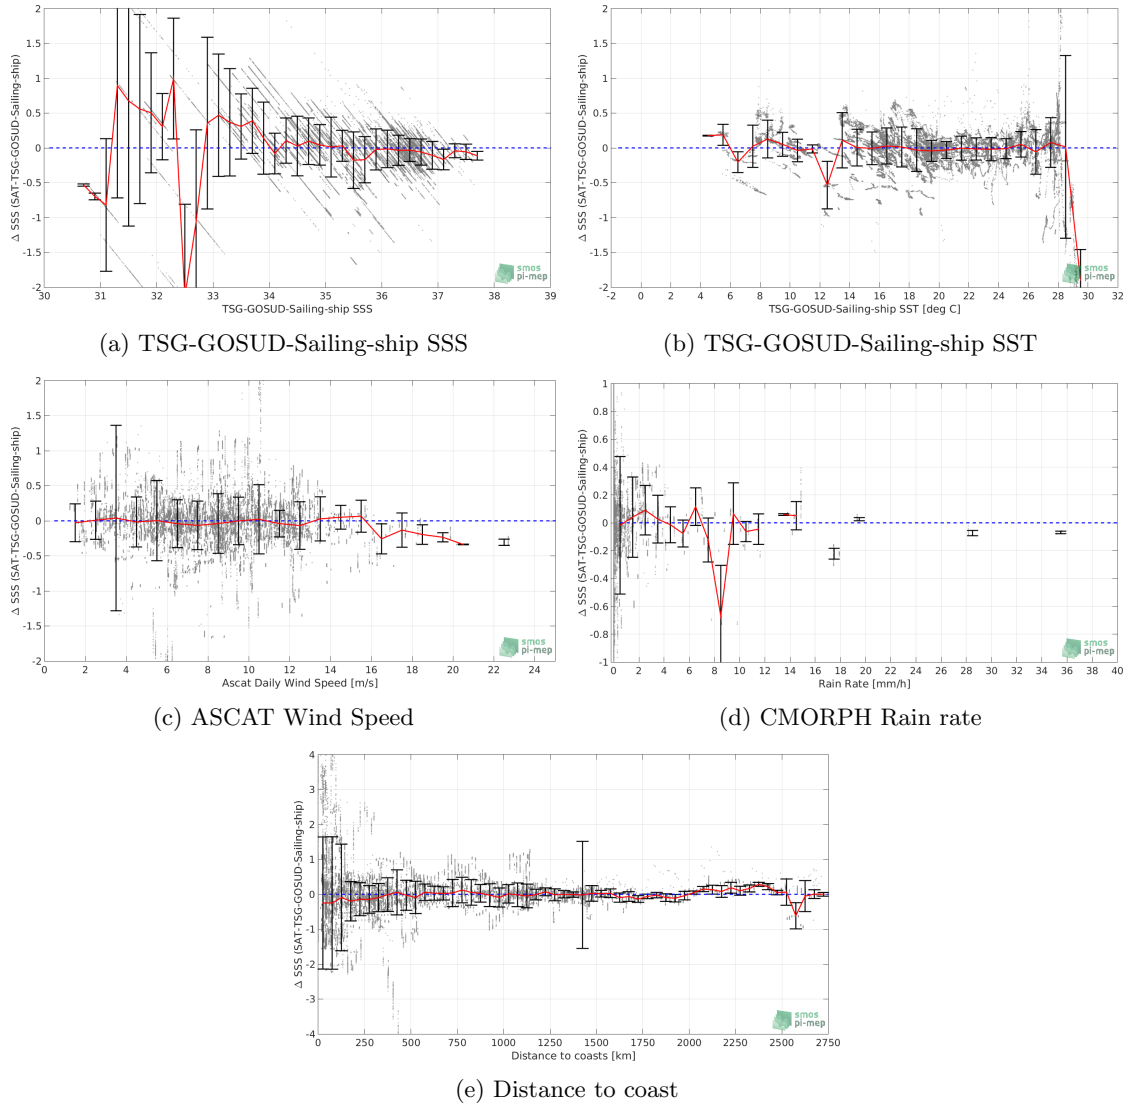 2
1.5
1
0.5
0
-0.5
-1
-1.5
-2
Δ SSS (SAT-TSG-GOSUD-Sailing-ship)
30 31 32 33 34 35 36 37 38 39
TSG-GOSUD-Sailing-ship SSS
smos
pi-mep
(a) TSG-GOSUD-Sailing-ship SSS
2
1.5
1
0.5
0
-0.5
-1
-1.5
-2
Δ SSS (SAT-TSG-GOSUD-Sailing-ship)
-2 0 2 4 6 8 10 12 14 16 18 20 22 24 26 28 30 32
TSG-GOSUD-Sailing-ship SST [deg C]
smos
pi-mep
(b) TSG-GOSUD-Sailing-ship SST
2
1.5
1
0.5
0
-0.5
-1
-1.5
-2
Δ SSS (SAT-TSG-GOSUD-Sailing-ship)
0 2 4 6 8 10 12 14 16 18 20 22 24
Ascat Daily Wind Speed [m/s]
smos
pi-mep
(c) ASCAT Wind Speed
1
0.8
0.6
0.4
0.2
0
-0.2
-0.4
-0.6
-0.8
-1
Δ SSS (SAT-TSG-GOSUD-Sailing-ship)
0 2 4 6 8 10 12 14 16 18 20 22 24 26 28 30 32 34 36 38 40
Rain Rate [mm/h]
smos
pi-mep
(d) CMORPH Rain rate
4
3
2
1
0
-1
-2
-3
-4
Δ SSS (SAT-TSG-GOSUD-Sailing-ship)
0 250 500 750 1000 1250 1500 1750 2000 2250 2500 2750
Distance to coasts [km]
smos
pi-mep
(e) Distance to coast